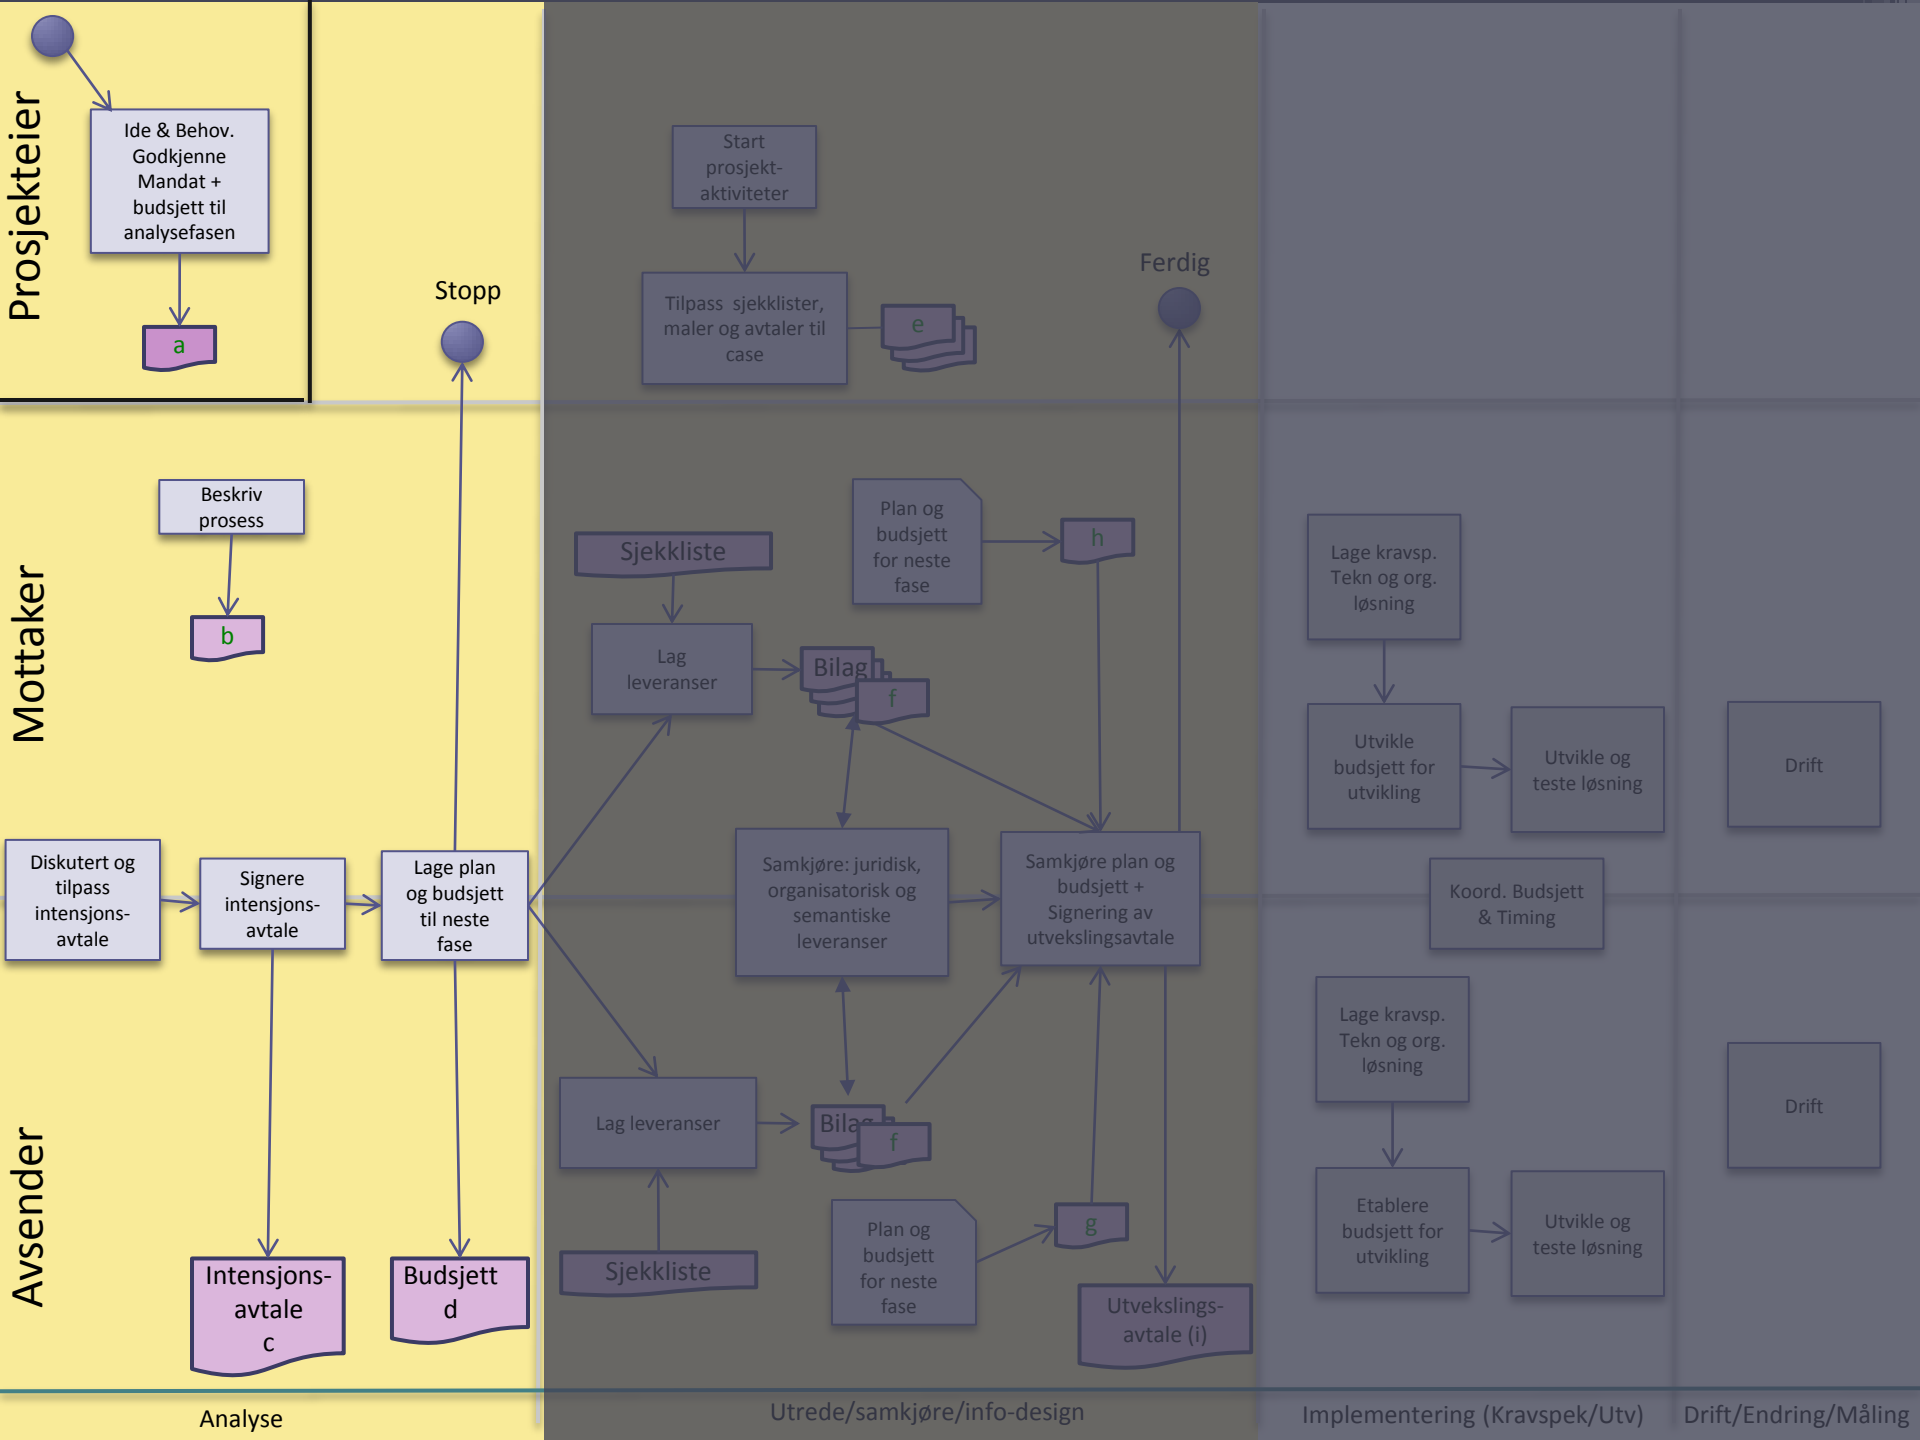 Prosjekteier
Ide & Behov.
Godkjenne
Mandat +
budsjett til
analysefasen
a
Stopp
Start
prosjekt-
aktiviteter
Tilpass sjekklister,
maler og avtaler til
case
e
Ferdig
Mottaker
Beskriv
prosess
b
Sjekkliste
Lag
leveranser
Bilag
f
Plan og
budsjett
for neste
fase
h
Lage kravsp.
Tekn og org.
løsning
Utvikle
budsjett for
utvikling
Utvikle og
teste løsning
Drift
Diskutert og
tilpass
intensjons-
avtale
Signere
intensjons-
avtale
Lage plan
og budsjett
til neste
fase
Samkjøre: juridisk,
organisatorisk og
semantiske
leveranser
Samkjøre plan og
budsjett +
Signering av
utvekslingsavtale
Koord. Budsjett
& Timing
Avsender
Intensjons-
avtale
c
Budsjett
d
Lag leveranser
Bilag
f
Sjekkliste
Plan og
budsjett
for neste
fase
g
Utvekslings-
avtale (i)
Lage kravsp.
Tekn og org.
løsning
Etablere
budsjett for
utvikling
Utvikle og
teste løsning
Drift
Analyse
Utrede/samkjøre/info-design
Implementering (Kravspek/Utv)
Drift/Endring/Måling